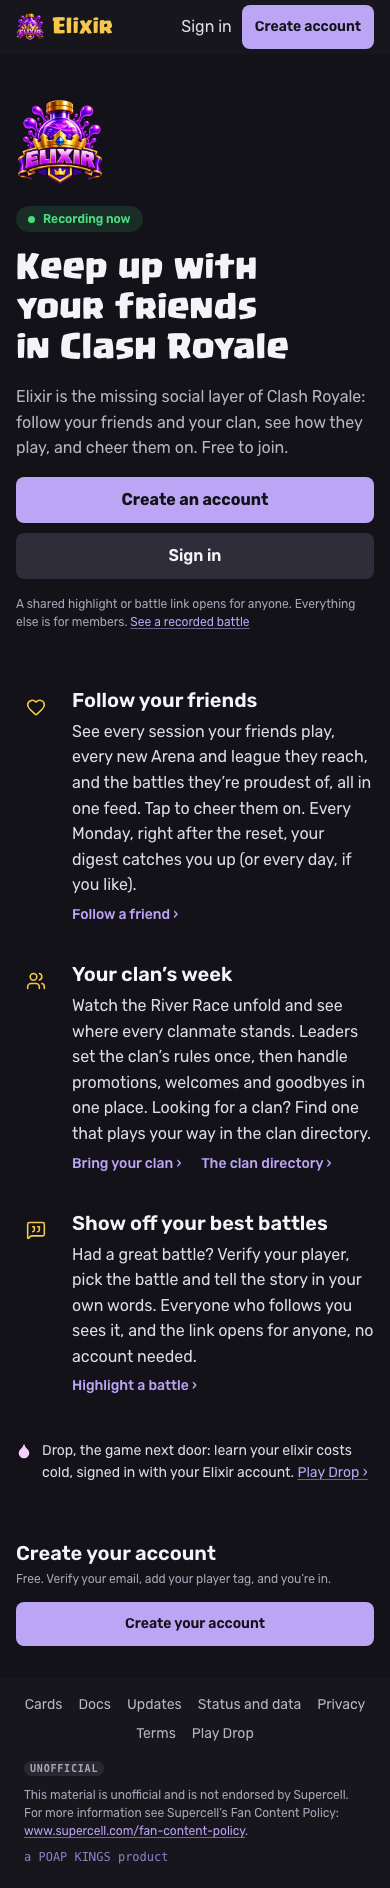 Elixir
Sign in
Create account
ELIXIR
Recording now
Keep up with
your friends
in Clash Royale
Elixir is the missing social layer of Clash Royale:
follow your friends and your clan, see how they
play, and cheer them on. Free to join.
Create an account
Sign in
A shared highlight or battle link opens for anyone. Everything
else is for members. See a recorded battle
Follow your friends
See every session your friends play,
every new Arena and league they reach,
and the battles they’re proudest of, all in
one feed. Tap to cheer them on. Every
Monday, right after the reset, your
digest catches you up (or every day, if
you like).
Follow a friend ›
Your clan’s week
Watch the River Race unfold and see
where every clanmate stands. Leaders
set the clan’s rules once, then handle
promotions, welcomes and goodbyes in
one place. Looking for a clan? Find one
that plays your way in the clan directory.
Bring your clan › The clan directory ›
Show off your best battles
Had a great battle? Verify your player,
pick the battle and tell the story in your
own words. Everyone who follows you
sees it, and the link opens for anyone, no
account needed.
Highlight a battle ›
Drop, the game next door: learn your elixir costs
cold, signed in with your Elixir account. Play Drop ›
Create your account
Free. Verify your email, add your player tag, and you’re in.
Create your account
Cards Docs Updates Status and data Privacy
Terms Play Drop
UNOFFICIAL
This material is unofficial and is not endorsed by Supercell.
For more information see Supercell’s Fan Content Policy:
www.supercell.com/fan-content-policy.
a POAP KINGS product